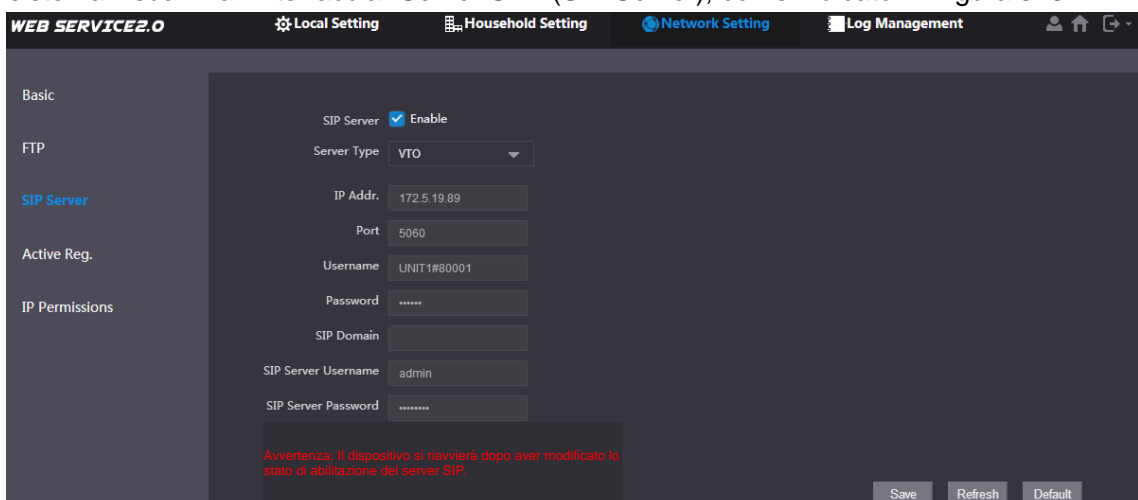 WEB SERVICE2.0 Local Setting Household Setting Network Setting Log Management
Basic
SIP Server Enable
FTP
Server Type VTO
SIP Server
IP Addr. 172.5.19.89
Port 5060
Active Reg.
Username UNIT1#80001
IP Permissions
Password ••••••
SIP Domain
SIP Server Username admin
SIP Server Password ••••••••
Avvertenza: Il dispositivo si riavvierà dopo aver modificato lo
stato di abilitazione del server SIP.
Save Refresh Default